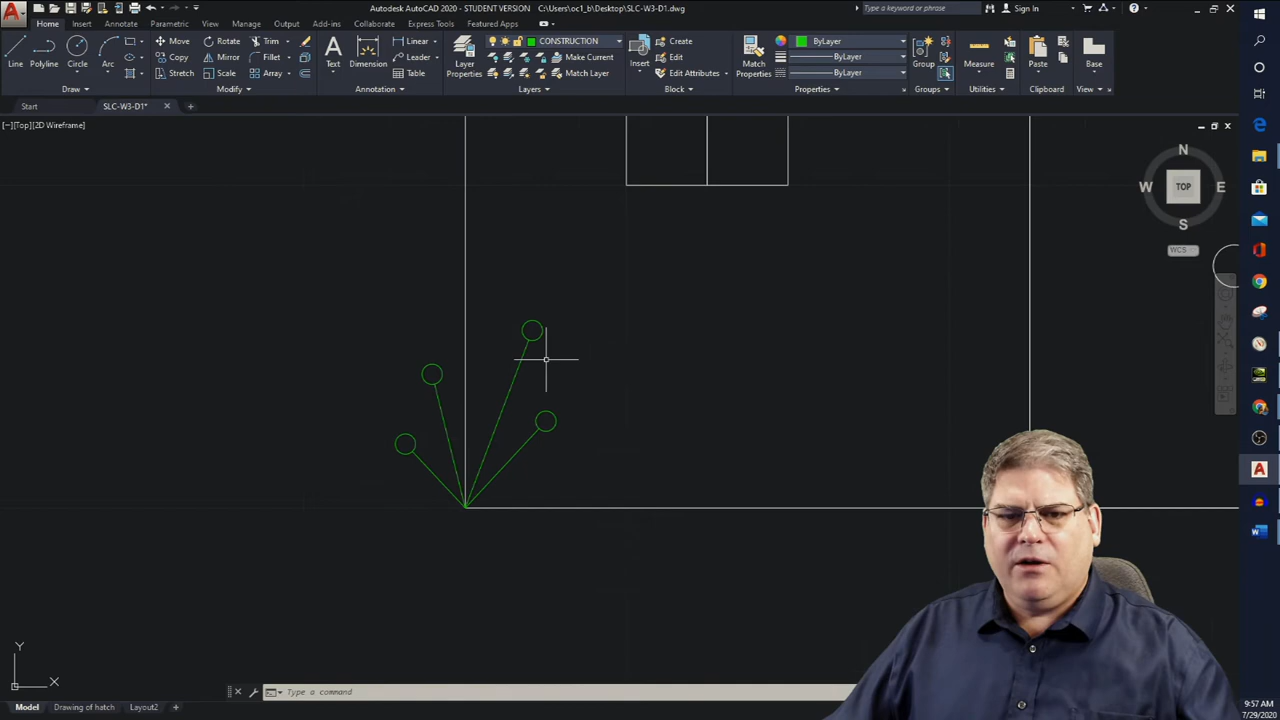 Autodesk AutoCAD 2020 - STUDENT VERSION C:\Users\oc1_b\Desktop\SLC-W3-D1.dwg
Type a keyword or phrase
Sign In
Home Insert Annotate Parametric View Manage Output Add-ins Collaborate Express Tools Featured Apps
Line Polyline Circle Arc
Move Rotate Trim
Copy Mirror Fillet
Stretch Scale Array
Text Dimension
Linear
Leader
Table
Layer Properties
CONSTRUCTION
Make Current
Match Layer
Insert
Create
Edit
Edit Attributes
Match Properties
ByLayer
ByLayer
ByLayer
Group
Measure
Paste
Base
Draw Modify Annotation Layers Block Properties Groups Utilities Clipboard View
Start SLC-W3-D1*
[−][Top][2D Wireframe]
N
W TOP E
S
WCS
Y
X
Type a command
Model Drawing of hatch Layout2 +
9:57 AM
7/29/2020